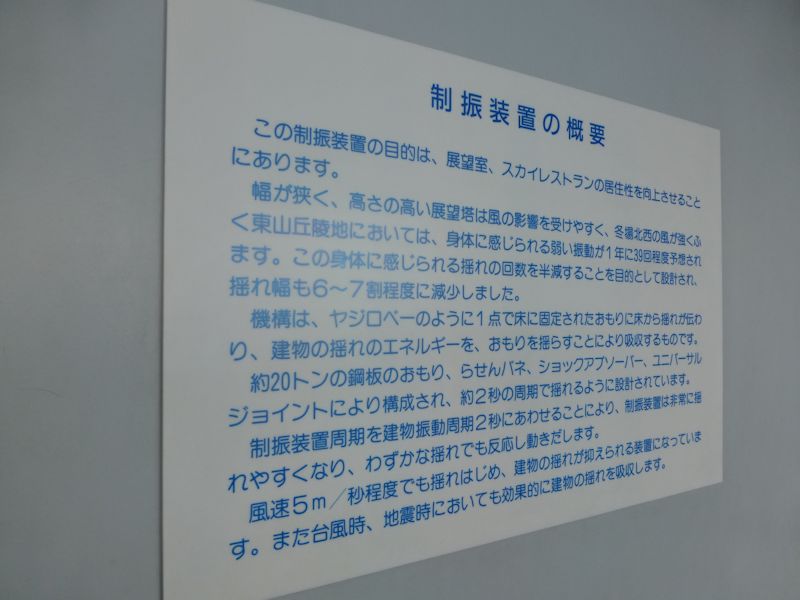 制振装置の概要
この制振装置の目的は、展望室、スカイレストランの居住性を向上させること
にあります。
幅が狭く、高さの高い展望塔は風の影響を受けやすく、冬場北西の風が強くふ
く東山丘陵地においては、身体に感じられる弱い振動が1年に39回程度予想され
ます。この身体に感じられる揺れの回数を半減することを目的として設計され、
揺れ幅も6～7割程度に減少しました。
機構は、ヤジロベーのように1点で床に固定されたおもりに床から揺れが伝わ
り、建物の揺れのエネルギーを、おもりを揺らすことにより吸収するものです。
約20トンの鋼板のおもり、らせんバネ、ショックアブソーバー、ユニバーサル
ジョイントにより構成され、約2秒の周期で揺れるように設計されています。
制振装置周期を建物振動周期2秒にあわせることにより、制振装置は非常に揺
れやすくなり、わずかな揺れでも反応し動きだします。
風速5m／秒程度でも揺れはじめ、建物の揺れが抑えられる装置になっていま
す。また台風時、地震時においても効果的に建物の揺れを吸収します。